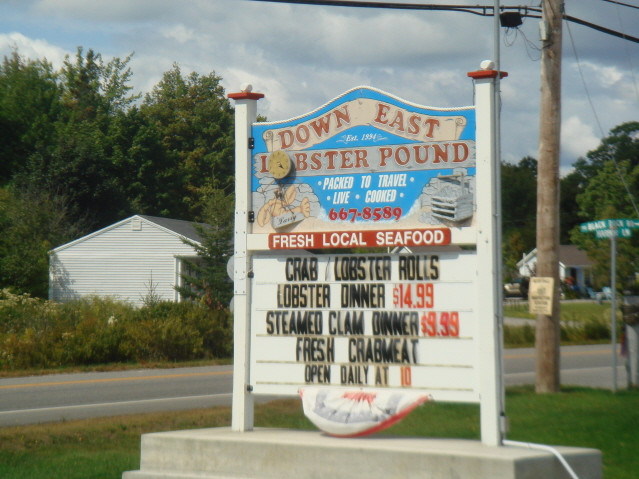 DOWN EAST
Est. 1994
LOBSTER POUND
• PACKED TO TRAVEL
• LIVE • COOKED •
667-8589
FRESH LOCAL SEAFOOD
CRAB / LOBSTER ROLLS
LOBSTER DINNER $14.99
STEAMED CLAM DINNER $9.99
FRESH CRABMEAT
OPEN DAILY AT 10